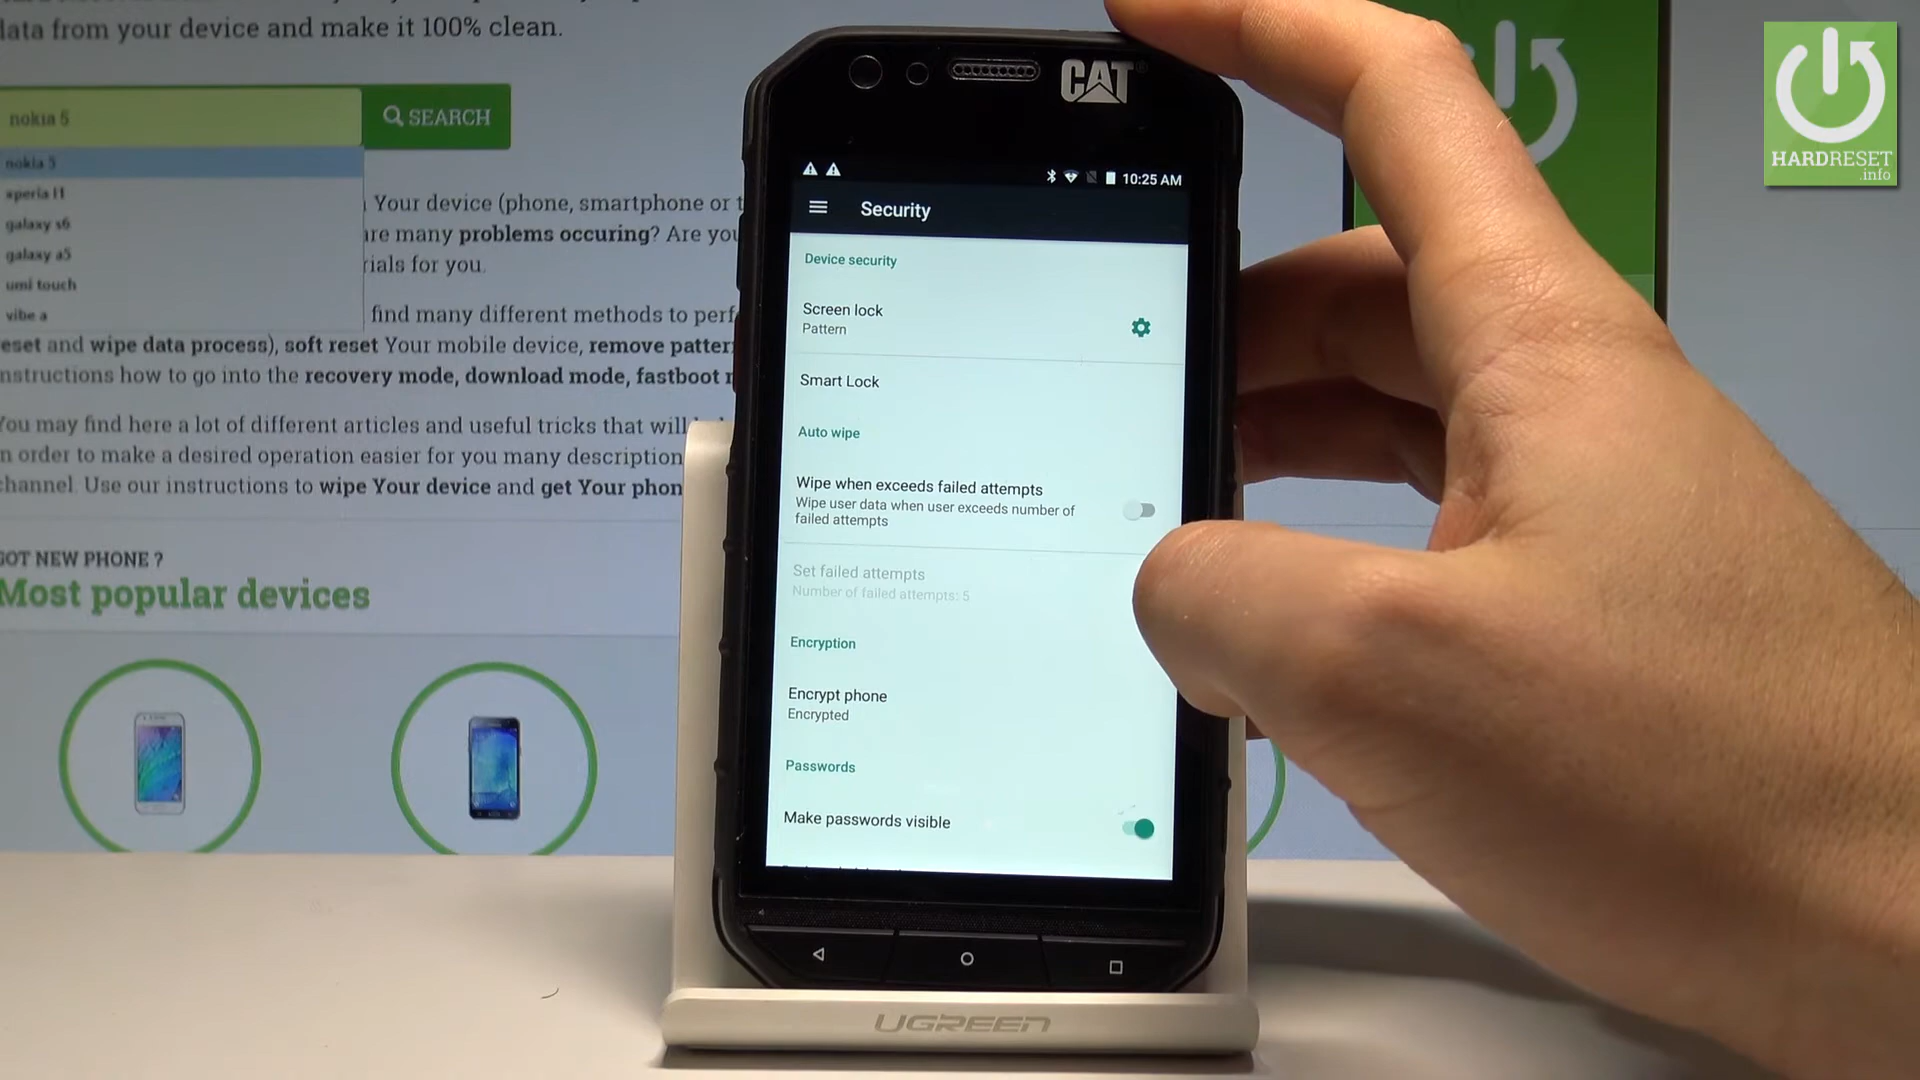 data from your device and make it 100% clean.
nokia 5
SEARCH
nokia 5
xperia l1
galaxy s6
galaxy a5
umi touch
vibe a
Your device (phone, smartphone or t
are many problems occuring? Are you
rials for you.
find many different methods to perf
eset and wipe data process), soft reset Your mobile device, remove patter
nstructions how to go into the recovery mode, download mode, fastboot
You may find here a lot of different articles and useful tricks that will
n order to make a desired operation easier for you many description
channel. Use our instructions to wipe Your device and get Your phon
GOT NEW PHONE ?
Most popular devices
CAT
10:25 AM
Security
Device security
Screen lock
Pattern
Smart Lock
Auto wipe
Wipe when exceeds failed attempts
Wipe user data when user exceeds number of
failed attempts
Set failed attempts
Number of failed attempts: 5
Encryption
Encrypt phone
Encrypted
Passwords
Make passwords visible
UGREEN
HARDRESET
.info